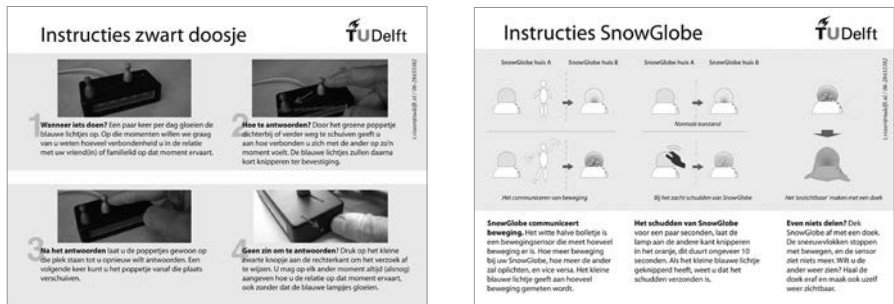 Instructies zwart doosje
TUDelft
1
Wanneer iets doen? Een paar keer per dag gloeien de
blauwe lichtjes op. Op die momenten willen we graag
van u weten hoeveel verbondenheid u in de relatie
met uw vriend(in) of familielid op dat moment ervaart.
2
Hoe te antwoorden? Door het groene poppetje
dichterbij of verder weg te schuiven geeft u
aan hoe verbonden u zich met de ander op zo'n
moment voelt. De blauwe lichtjes zullen daarna
kort knipperen ter bevestiging.
3
Na het antwoorden laat u de poppetjes gewoon op
die plek staan tot u opnieuw wilt antwoorden. Een
volgende keer kunt u het poppetje vanaf die plaats
verschuiven.
4
Geen zin om te antwoorden? Druk op het kleine
zwarte knopje aan de rechterkant om het verzoek af
te wijzen. U mag op elk ander moment altijd (alsnog)
aangeven hoe u de relatie op dat moment ervaart,
ook zonder dat de blauwe lampjes gloeien.
Instructies SnowGlobe
TUDelft
SnowGlobe huis A
SnowGlobe huis B
SnowGlobe huis A
SnowGlobe huis B
Normale toestand
Het communiceren van beweging
Bij het zacht schudden van SnowGlobe
Het 'onzichtbaar' maken met een doek
SnowGlobe communiceert
beweging. Het witte halve bolletje is
een bewegingsensor die meet hoeveel
beweging er is. Hoe meer beweging
bij uw SnowGlobe, hoe meer de ander
zal oplichten, en vice versa. Het kleine
blauwe lichtje geeft aan hoeveel
beweging gemeten wordt.
Het schudden van SnowGlobe
voor een paar seconden, laat de
lamp aan de andere kant knipperen
in het oranje, dit duurt ongeveer 10
seconden. Als het kleine blauwe lichtje
geknipperd heeft, weet u dat het
schudden verzonden is.
Even niets delen? Dek
SnowGlobe af met een doek.
De sneeuwvlokken stoppen
met bewegen, en de sensor
ziet niets meer. Wilt u de
ander weer zien? Haal de
doek eraf en maak ook uzelf
weer zichtbaar.